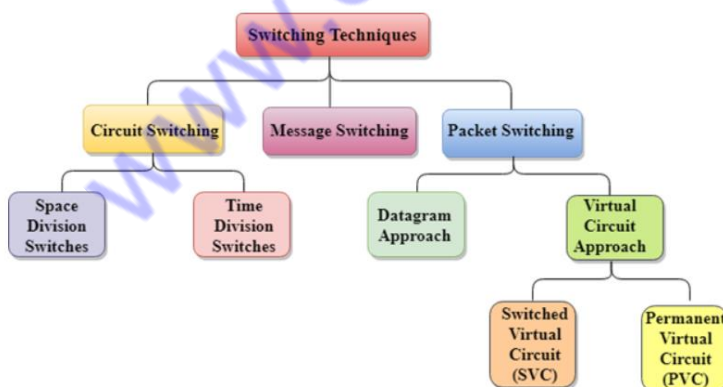 Switching Techniques
Circuit Switching
Message Switching
Packet Switching
Space
Division
Switches
Time
Division
Switches
Datagram
Approach
Virtual
Circuit
Approach
Switched
Virtual
Circuit
(SVC)
Permanent
Virtual
Circuit
(PVC)
www.